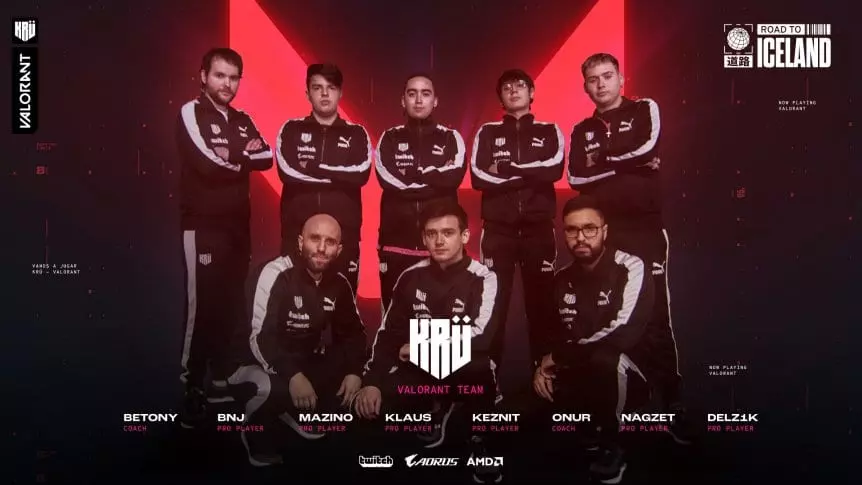 KRÜ
VALORANT
ROAD TO
ICELAND
道路
NOW PLAYING
VALORANT
VAMOS A JUGAR
KRÜ - VALORANT
KRÜ
VALORANT TEAM
NOW PLAYING
VALORANT
BETONY
COACH
BNJ
PRO PLAYER
MAZINO
PRO PLAYER
KLAUS
PRO PLAYER
KEZNIT
PRO PLAYER
ONUR
COACH
NAGZET
PRO PLAYER
DELZ1K
PRO PLAYER
twitch
AORUS
AMD